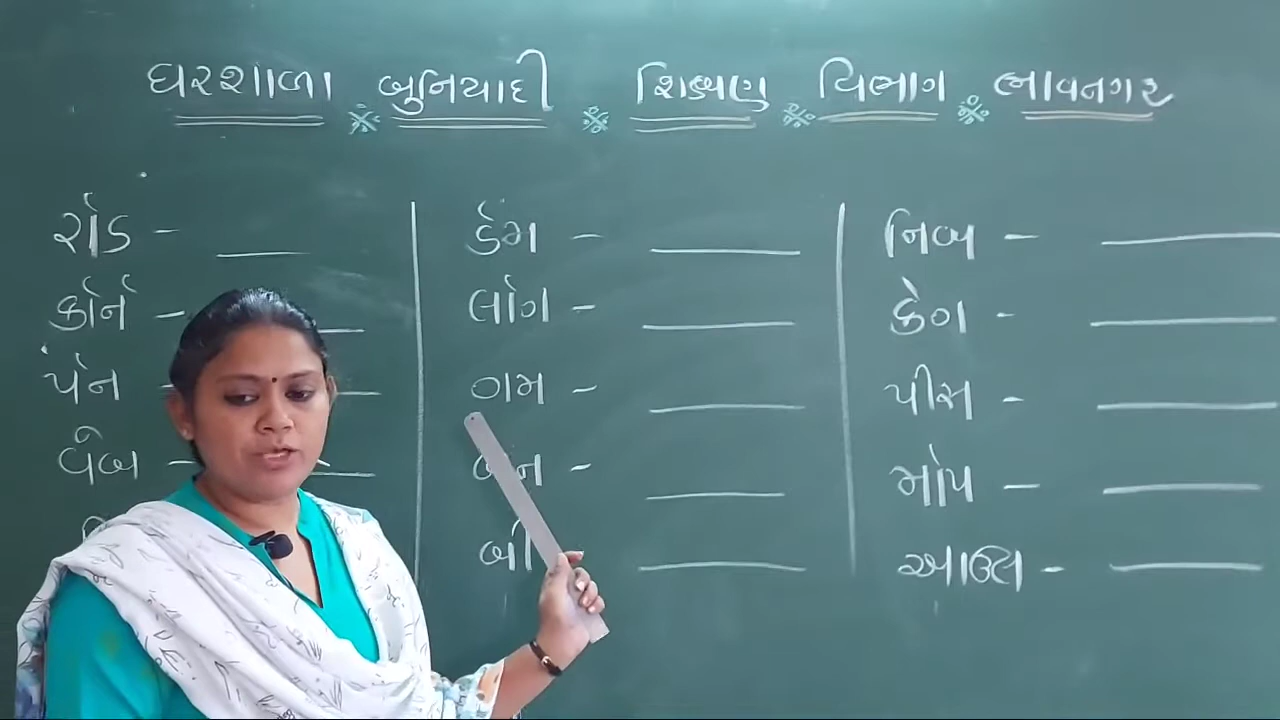 ઘરશાળા ※ બુનિયાદી ※ શિક્ષણ ※ વિભાગ ※ ભાવનગર
રોડ -
કોર્ન -
પેન -
વેબ -
ડેમ -
લોગ -
બી
નિબ -
કેગ -
પીસ -
મોપ -
આઉલ -